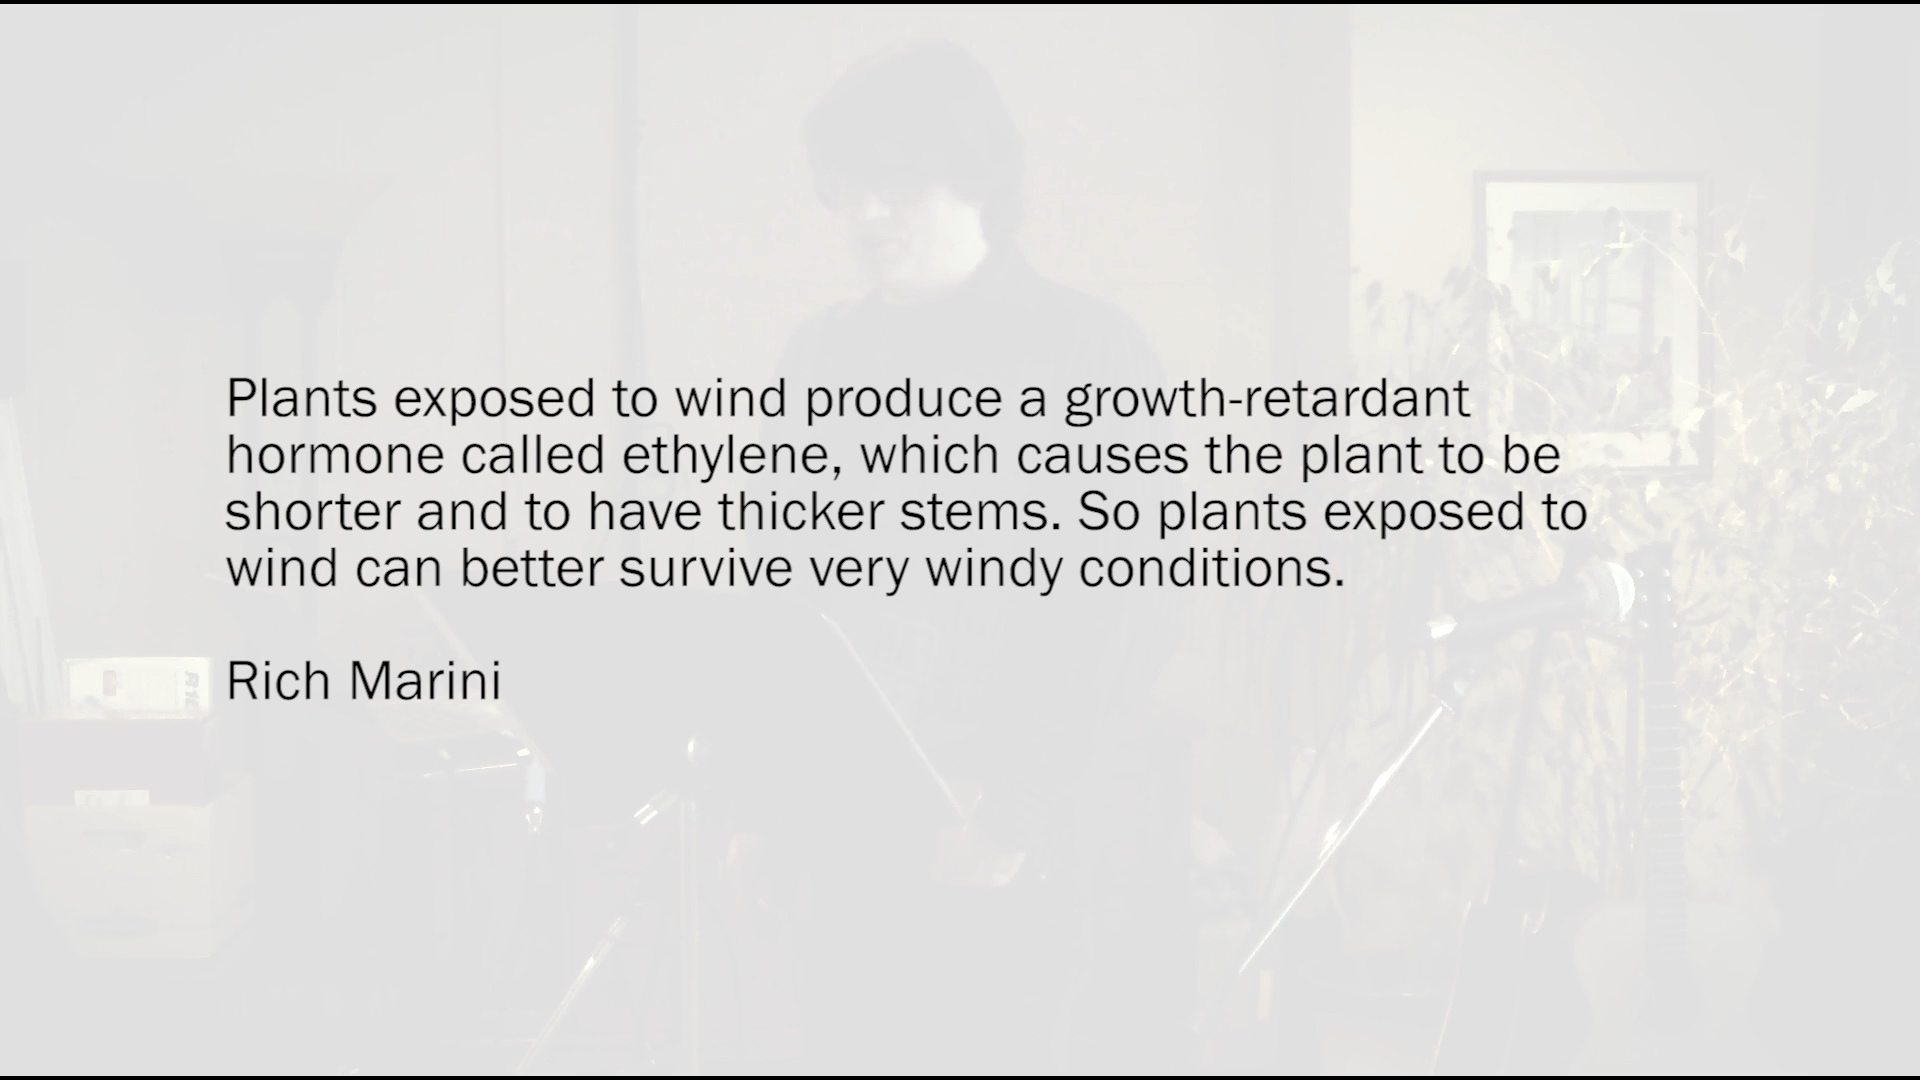 Plants exposed to wind produce a growth-retardant
hormone called ethylene, which causes the plant to be
shorter and to have thicker stems. So plants exposed to
wind can better survive very windy conditions.
Rich Marini